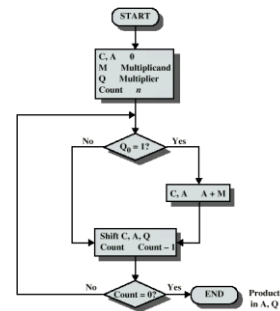 START
C, A 0
M Multiplicand
Q Multiplier
Count n
No
Q₀ = 1?
Yes
C, A A + M
Shift C, A, Q
Count Count – 1
No
Count = 0?
Yes
END
Product
in A, Q